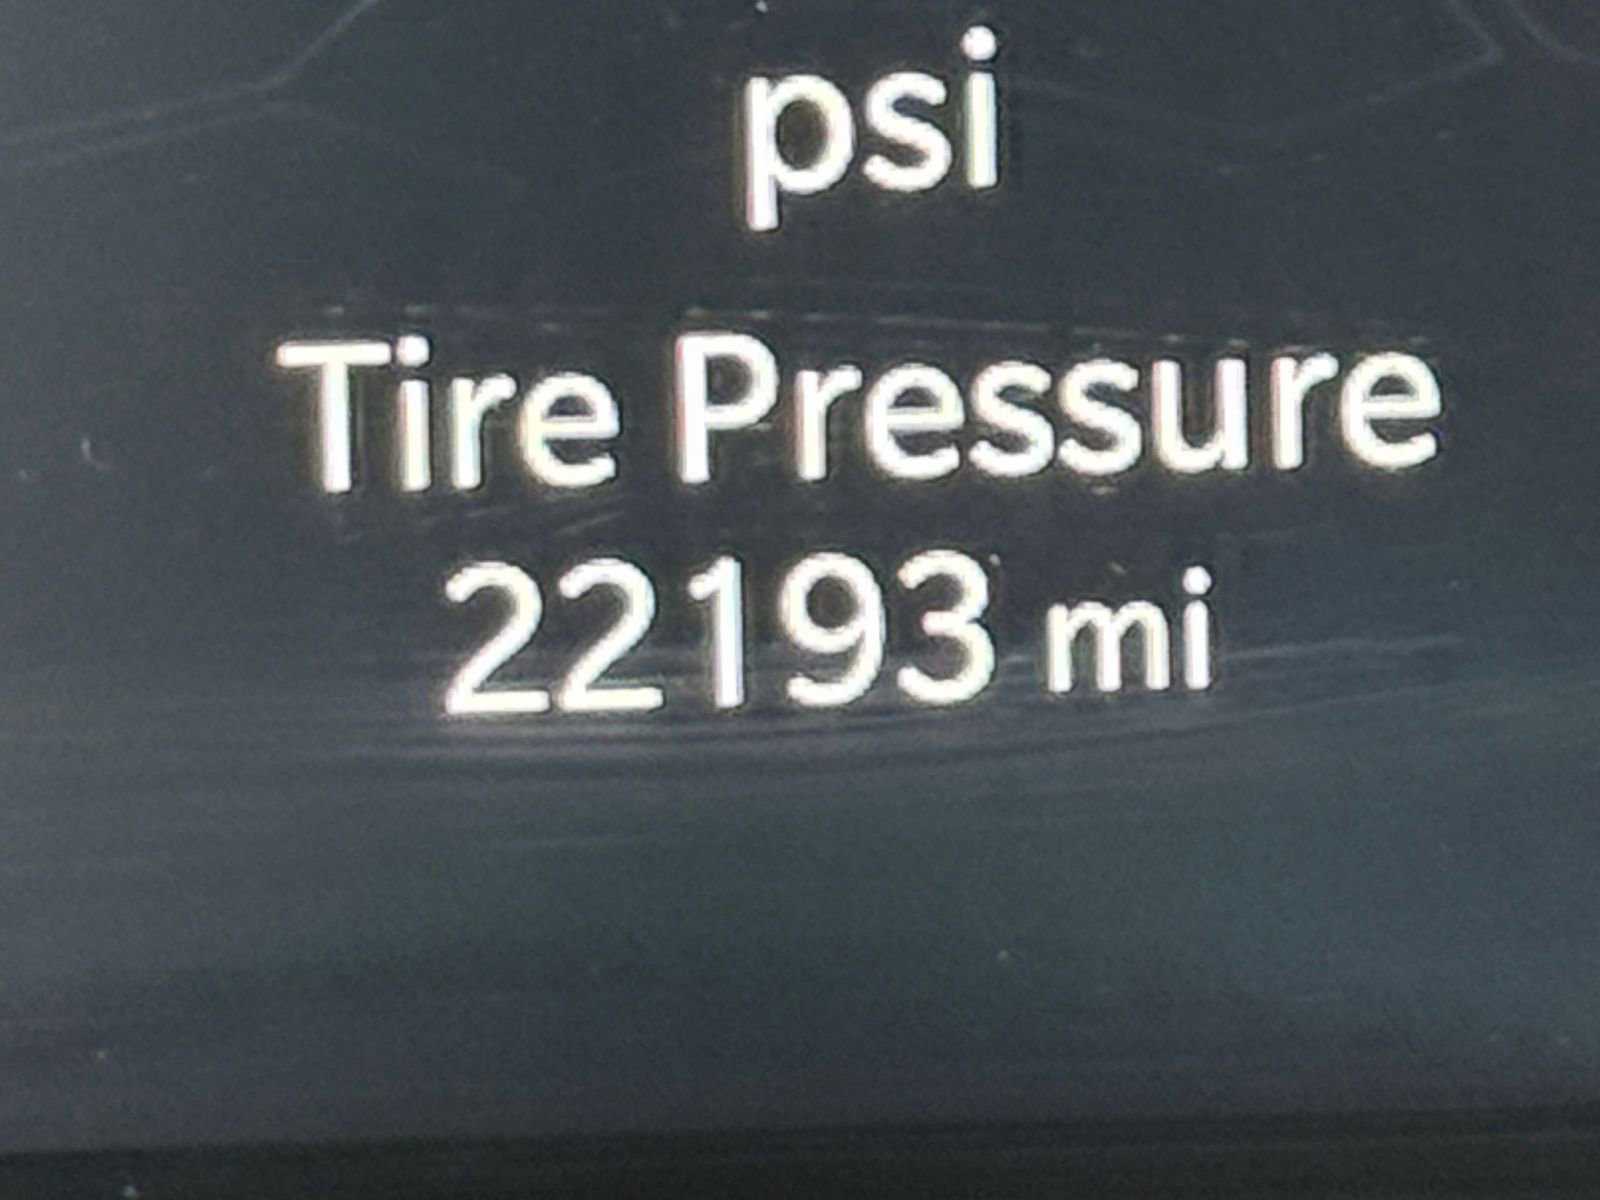 psi
Tire Pressure
22193 mi